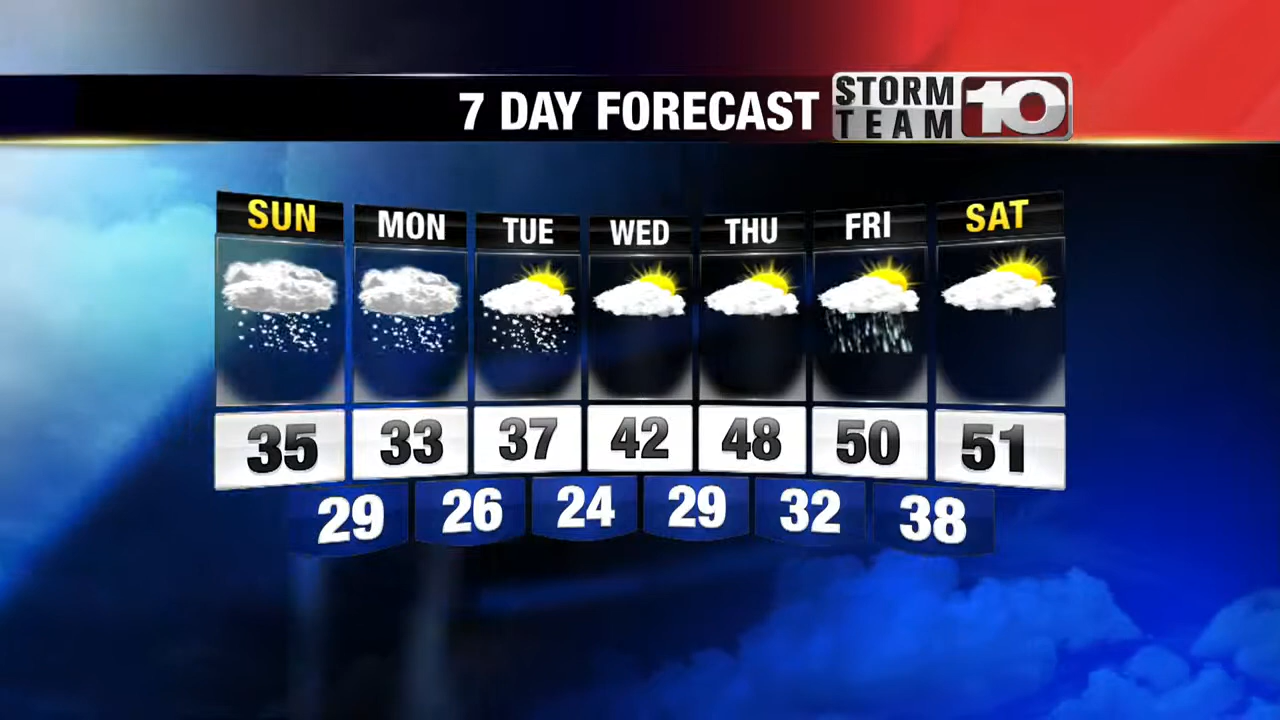 7 DAY FORECAST
STORM
TEAM
10
SUN MON TUE WED THU FRI SAT
35 33 37 42 48 50 51
29 26 24 29 32 38